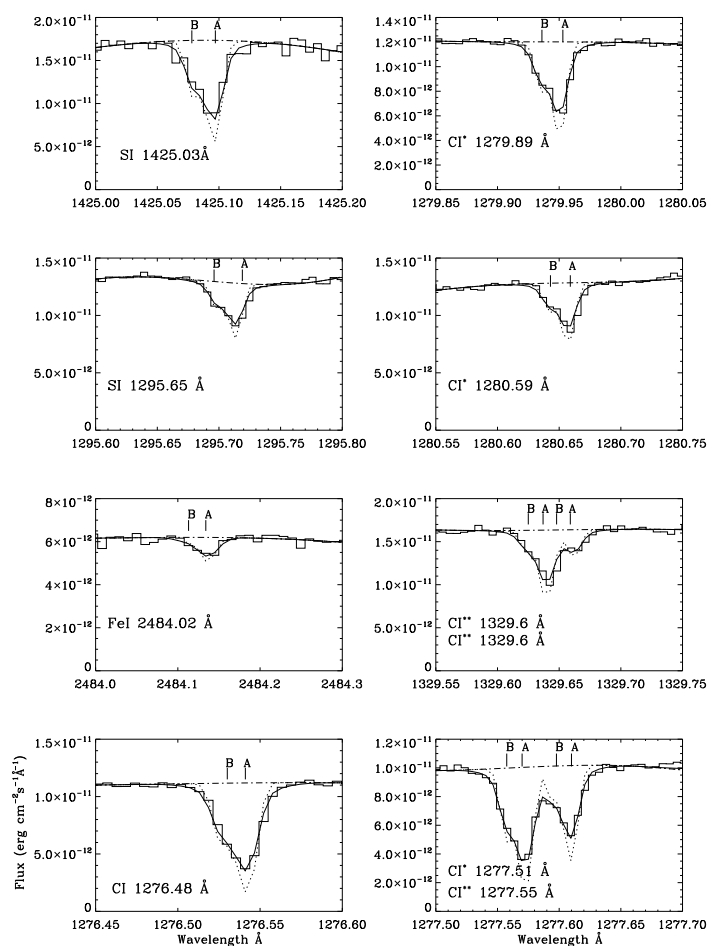 2.0×10⁻¹¹
1.5×10⁻¹¹
1.0×10⁻¹¹
5.0×10⁻¹²
0
B A
SI 1425.03Å
1425.00 1425.05 1425.10 1425.15 1425.20
1.4×10⁻¹¹
1.2×10⁻¹¹
1.0×10⁻¹¹
8.0×10⁻¹²
6.0×10⁻¹²
4.0×10⁻¹²
2.0×10⁻¹²
0
B A
CI* 1279.89 Å
1279.85 1279.90 1279.95 1280.00 1280.05
1.5×10⁻¹¹
1.0×10⁻¹¹
5.0×10⁻¹²
0
B A
SI 1295.65 Å
1295.60 1295.65 1295.70 1295.75 1295.80
1.5×10⁻¹¹
1.0×10⁻¹¹
5.0×10⁻¹²
0
B A
CI* 1280.59 Å
1280.55 1280.60 1280.65 1280.70 1280.75
8×10⁻¹²
6×10⁻¹²
4×10⁻¹²
2×10⁻¹²
0
B A
FeI 2484.02 Å
2484.0 2484.1 2484.2 2484.3
2.0×10⁻¹¹
1.5×10⁻¹¹
1.0×10⁻¹¹
5.0×10⁻¹²
0
B A B A
CI** 1329.6 Å
CI** 1329.6 Å
1329.55 1329.60 1329.65 1329.70 1329.75
Flux (erg cm⁻²s⁻¹Å⁻¹)
1.5×10⁻¹¹
1.0×10⁻¹¹
5.0×10⁻¹²
0
B A
CI 1276.48 Å
1276.45 1276.50 1276.55 1276.60
Wavelength Å
1.2×10⁻¹¹
1.0×10⁻¹¹
8.0×10⁻¹²
6.0×10⁻¹²
4.0×10⁻¹²
2.0×10⁻¹²
0
B A B A
CI* 1277.51 Å
CI** 1277.55 Å
1277.50 1277.55 1277.60 1277.65 1277.70
Wavelength Å